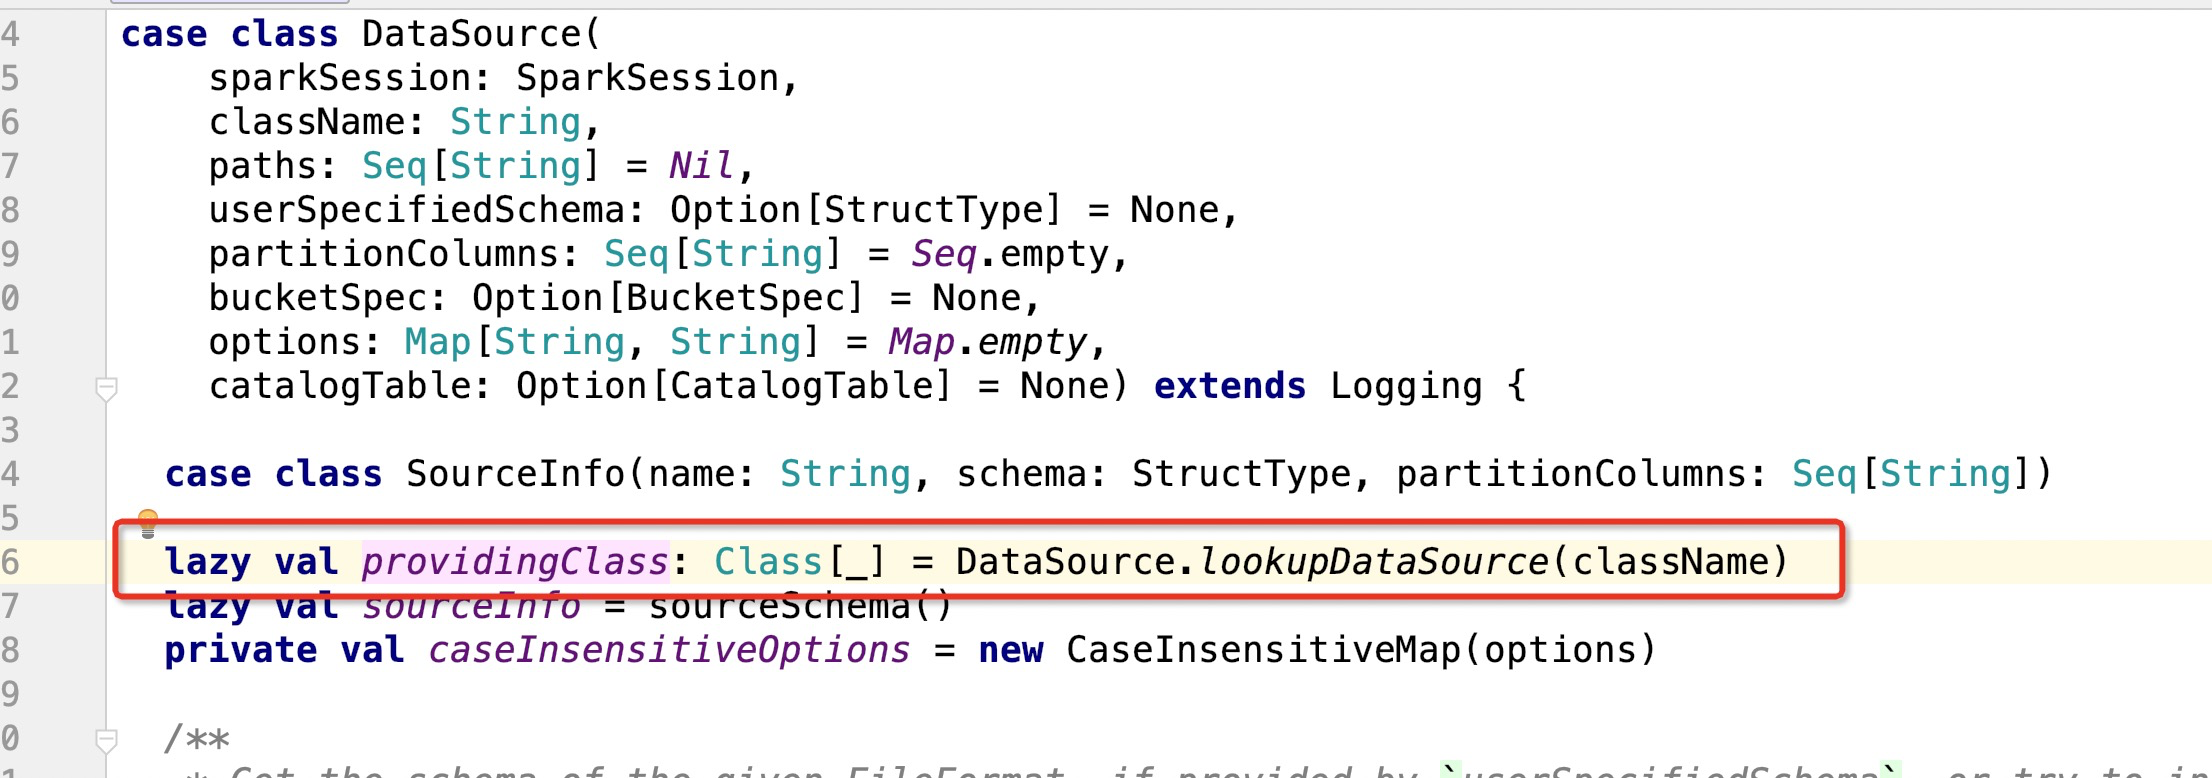 4 case class DataSource(
5 sparkSession: SparkSession,
6 className: String,
7 paths: Seq[String] = Nil,
8 userSpecifiedSchema: Option[StructType] = None,
9 partitionColumns: Seq[String] = Seq.empty,
0 bucketSpec: Option[BucketSpec] = None,
1 options: Map[String, String] = Map.empty,
2 catalogTable: Option[CatalogTable] = None) extends Logging {
3
4 case class SourceInfo(name: String, schema: StructType, partitionColumns: Seq[String])
5
6 lazy val providingClass: Class[_] = DataSource.lookupDataSource(className)
7 lazy val sourceInfo = sourceSchema()
8 private val caseInsensitiveOptions = new CaseInsensitiveMap(options)
9
0 /**
1 * Get the schema of the given FileFormat, if provided by `userSpecifiedSchema`, or try to